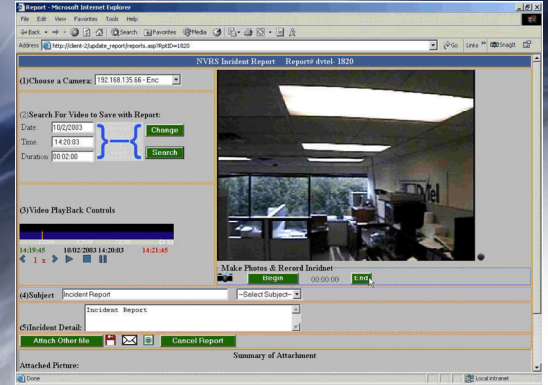 Report - Microsoft Internet Explorer
File Edit View Favorites Tools Help
Back Search Favorites Media
Address http://client-2/update_report/reports.asp?RptID=1820 Go Links SnagIt
NVRS Incident Report Report# dvtel- 1820
(1)Choose a Camera: 192.168.135.66 - Enc
(2)Search For Video to Save with Report:
Date: 10/2/2003 Change
Time: 14:20:03
Duration 00:02:00 Search
(3)Video PlayBack Controls
14:19:45 10/02/2003 14:20:03 14:21:45
1 x
Make Photos & Record Incidnet
Begin 00:00:00 End
(4)Subject Incident Report --Select Subject--
Incident Report
(5)Incident Detail:
Attach Other file Cancel Report
Summary of Attachment
Attached Picture:
Done Local intranet